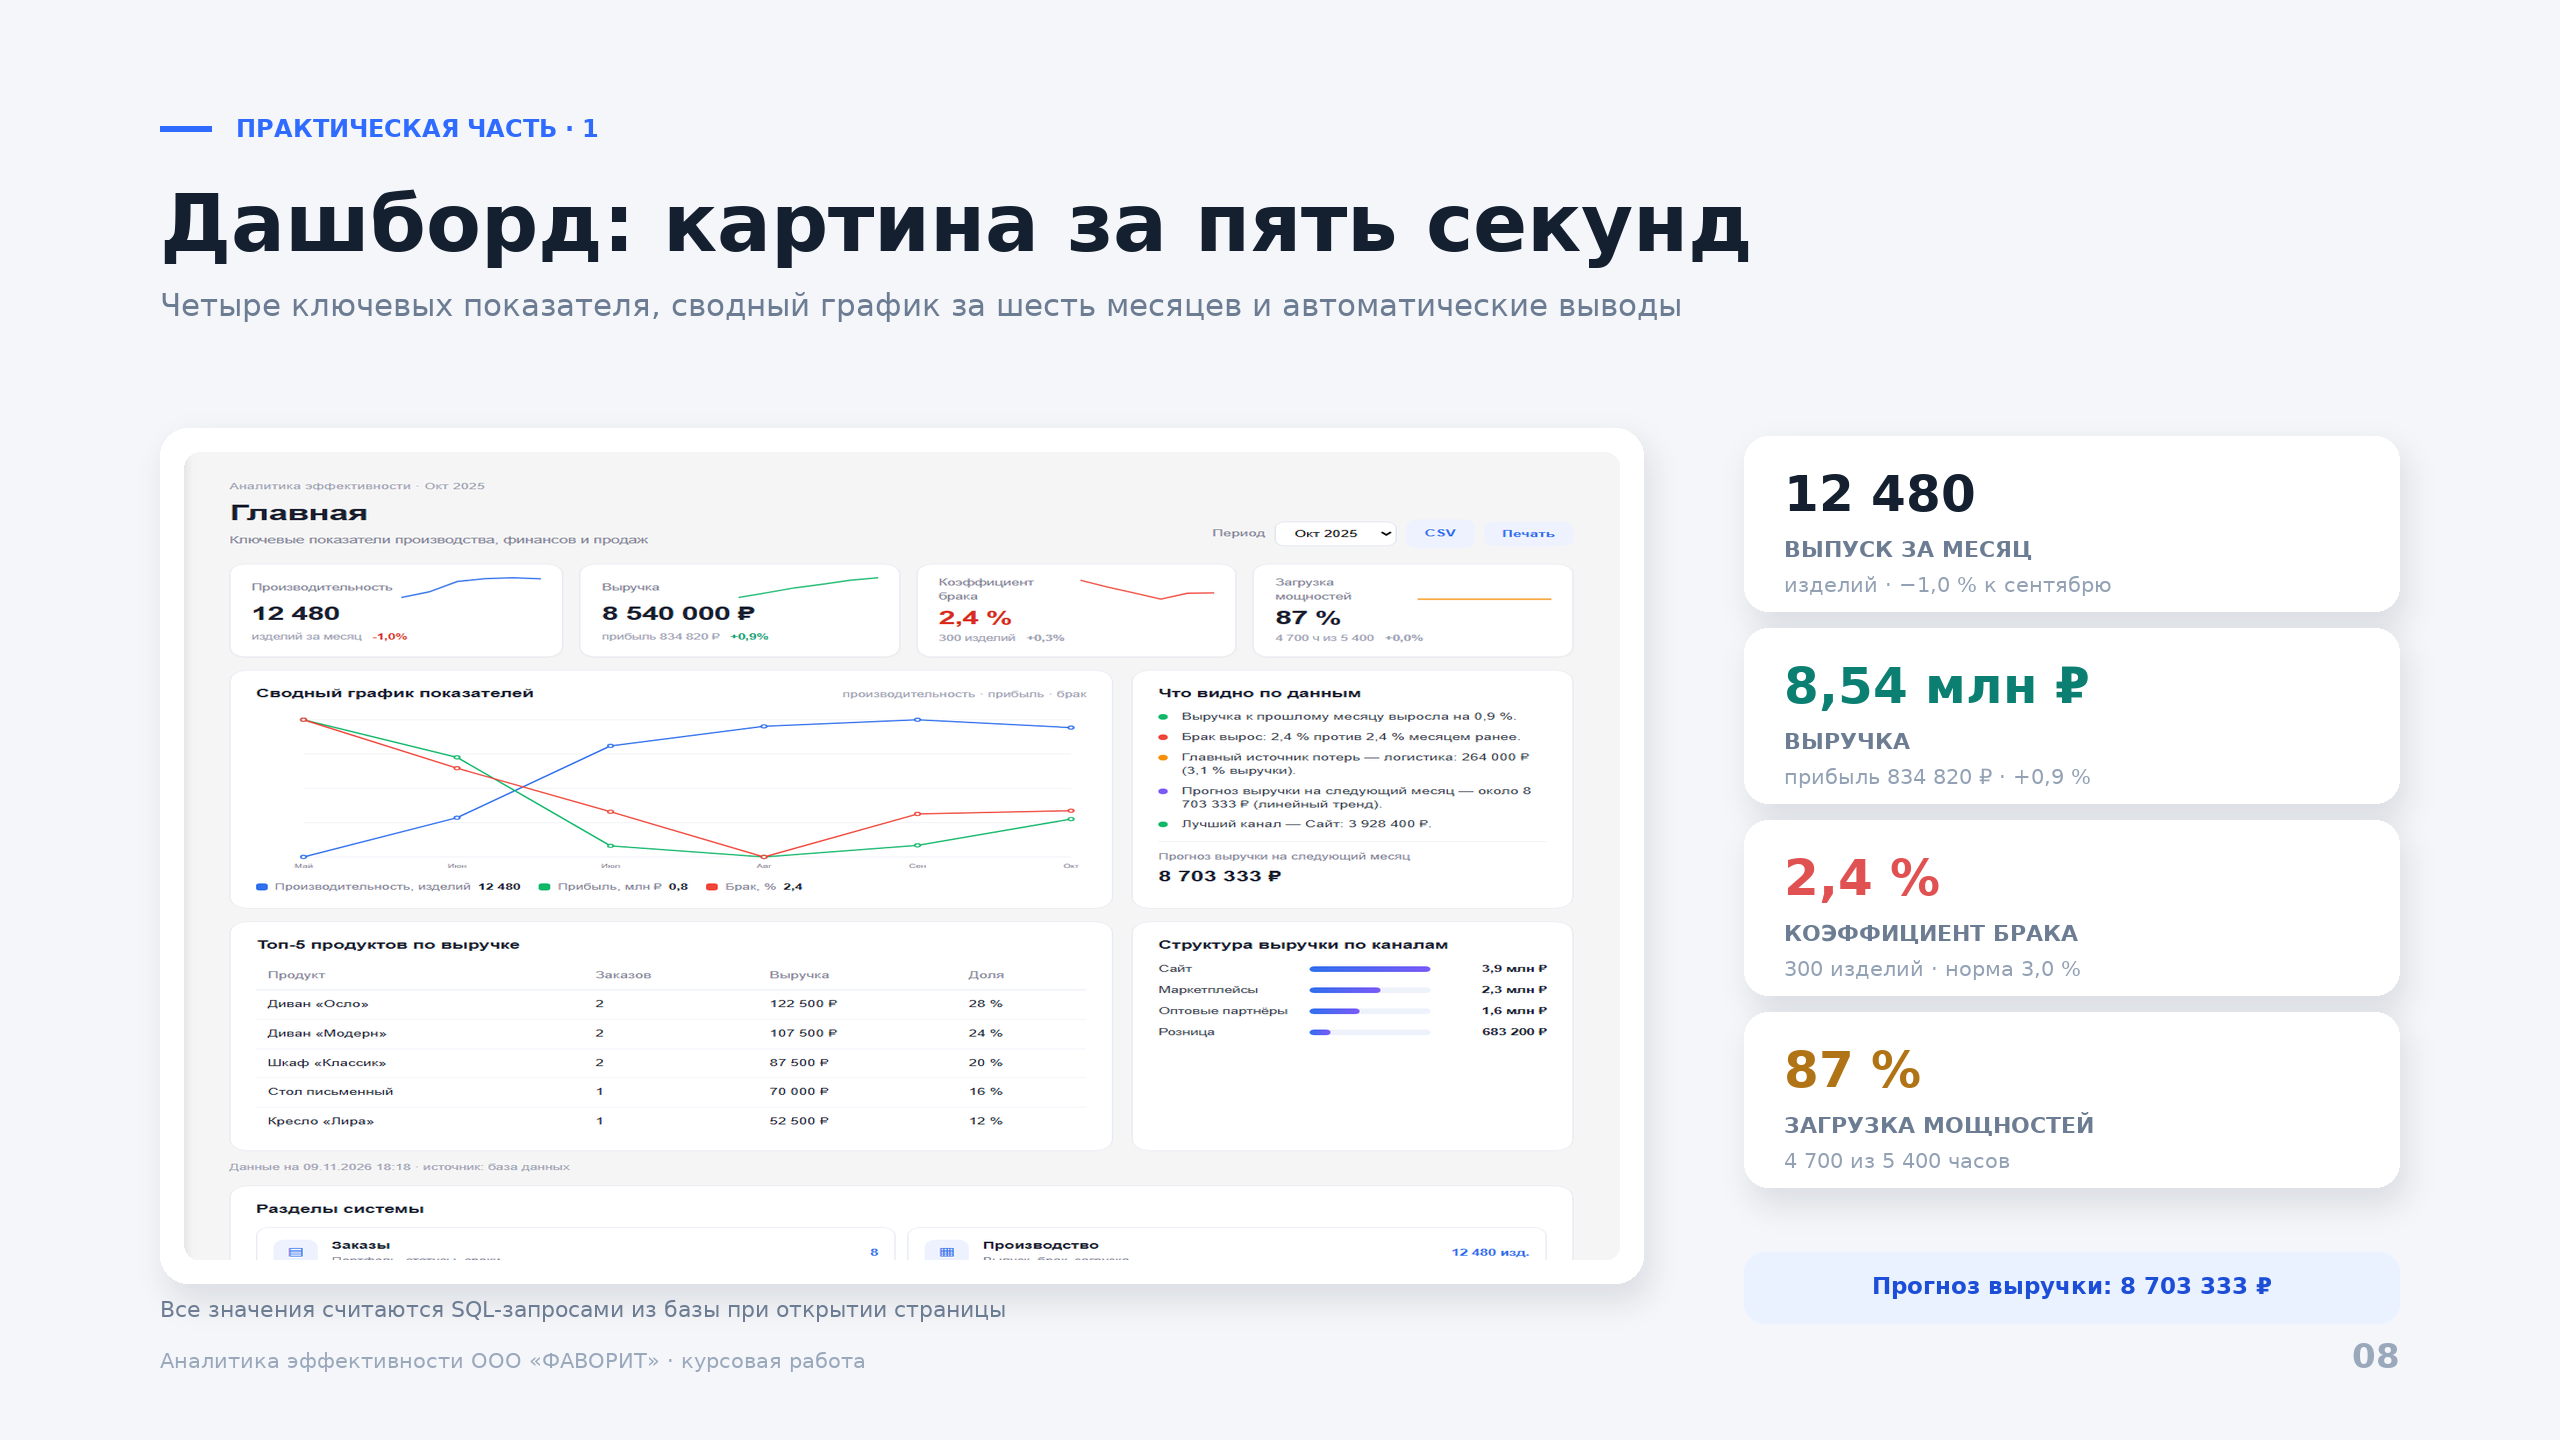 ПРАКТИЧЕСКАЯ ЧАСТЬ · 1
Дашборд: картина за пять секунд
Четыре ключевых показателя, сводный график за шесть месяцев и автоматические выводы
Аналитика эффективности · Окт 2025
Главная
Ключевые показатели производства, финансов и продаж
Период Окт 2025 CSV Печать
Производительность
12 480
изделий за месяц -1,0%
Выручка
8 540 000 ₽
прибыль 834 820 ₽ +0,9%
Коэффициент
брака
2,4 %
300 изделий +0,3%
Загрузка
мощностей
87 %
4 700 ч из 5 400 +0,0%
Сводный график показателей
производительность · прибыль · брак
Май Июн Июл Авг Сен Окт
Производительность, изделий 12 480 Прибыль, млн ₽ 0,8 Брак, % 2,4
Что видно по данным
Выручка к прошлому месяцу выросла на 0,9 %.
Брак вырос: 2,4 % против 2,4 % месяцем ранее.
Главный источник потерь — логистика: 264 000 ₽
(3,1 % выручки).
Прогноз выручки на следующий месяц — около 8
703 333 ₽ (линейный тренд).
Лучший канал — Сайт: 3 928 400 ₽.
Прогноз выручки на следующий месяц
8 703 333 ₽
Топ-5 продуктов по выручке
Продукт Заказов Выручка Доля
Диван «Осло» 2 122 500 ₽ 28 %
Диван «Модерн» 2 107 500 ₽ 24 %
Шкаф «Классик» 2 87 500 ₽ 20 %
Стол письменный 1 70 000 ₽ 16 %
Кресло «Лира» 1 52 500 ₽ 12 %
Структура выручки по каналам
Сайт 3,9 млн ₽
Маркетплейсы 2,3 млн ₽
Оптовые партнёры 1,6 млн ₽
Розница 683 200 ₽
Данные на 09.11.2026 18:18 · источник: база данных
Разделы системы
Заказы 8
Производство 12 480 изд.
12 480
ВЫПУСК ЗА МЕСЯЦ
изделий · −1,0 % к сентябрю
8,54 млн ₽
ВЫРУЧКА
прибыль 834 820 ₽ · +0,9 %
2,4 %
КОЭФФИЦИЕНТ БРАКА
300 изделий · норма 3,0 %
87 %
ЗАГРУЗКА МОЩНОСТЕЙ
4 700 из 5 400 часов
Прогноз выручки: 8 703 333 ₽
Все значения считаются SQL-запросами из базы при открытии страницы
Аналитика эффективности ООО «ФАВОРИТ» · курсовая работа
08